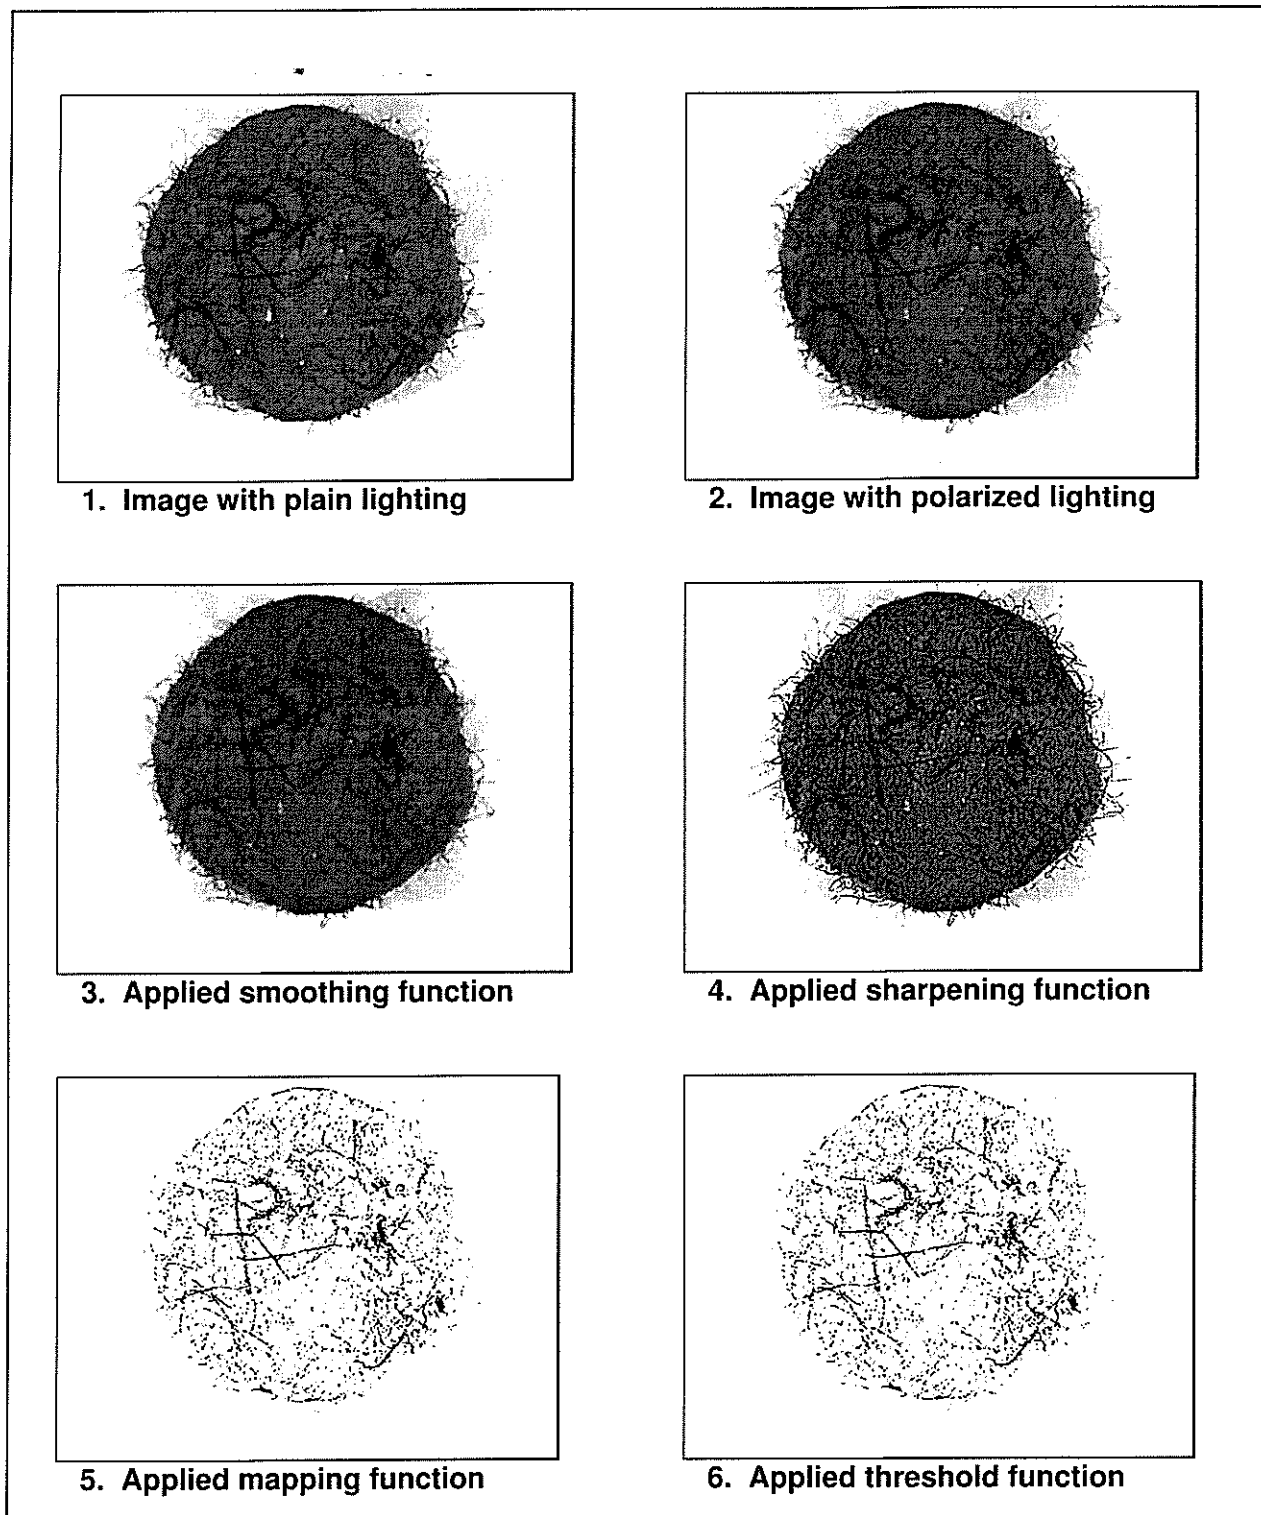 1. Image with plain lighting
2. Image with polarized lighting
3. Applied smoothing function
4. Applied sharpening function
5. Applied mapping function
6. Applied threshold function